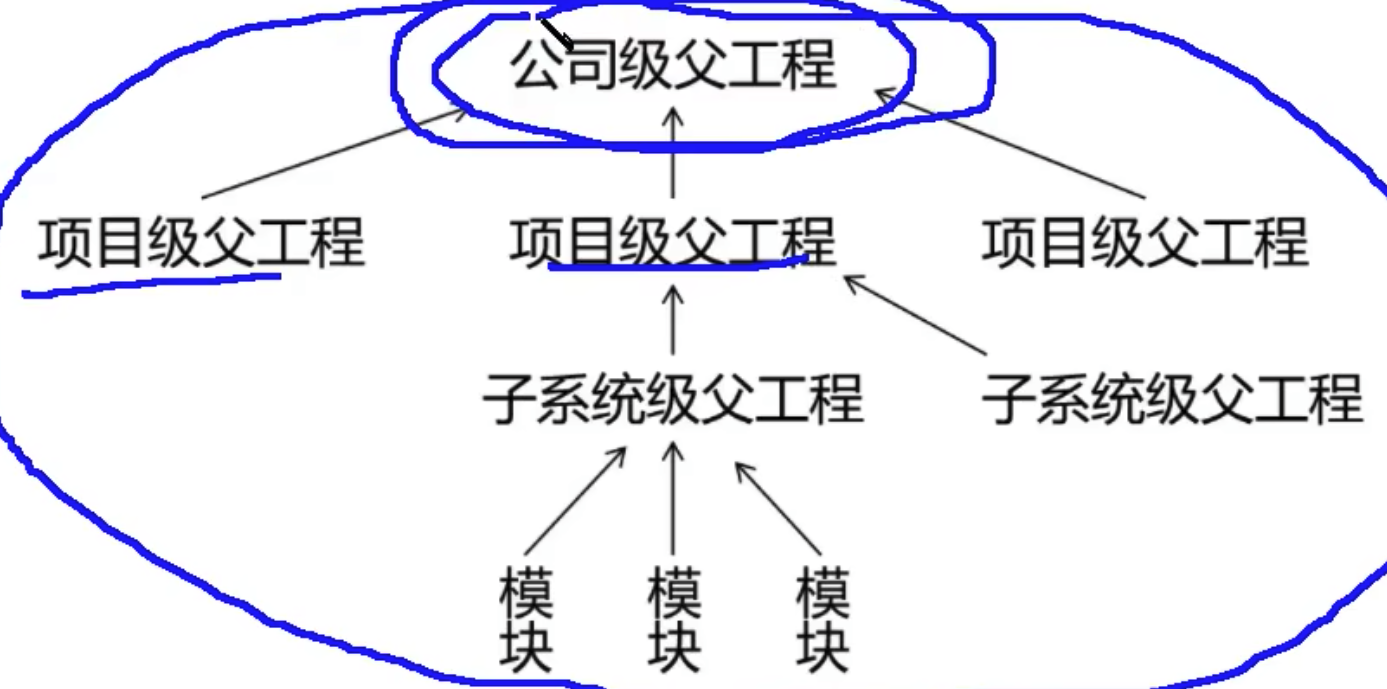 公司级父工程
项目级父工程 项目级父工程 项目级父工程
子系统级父工程 子系统级父工程
模块 模块 模块